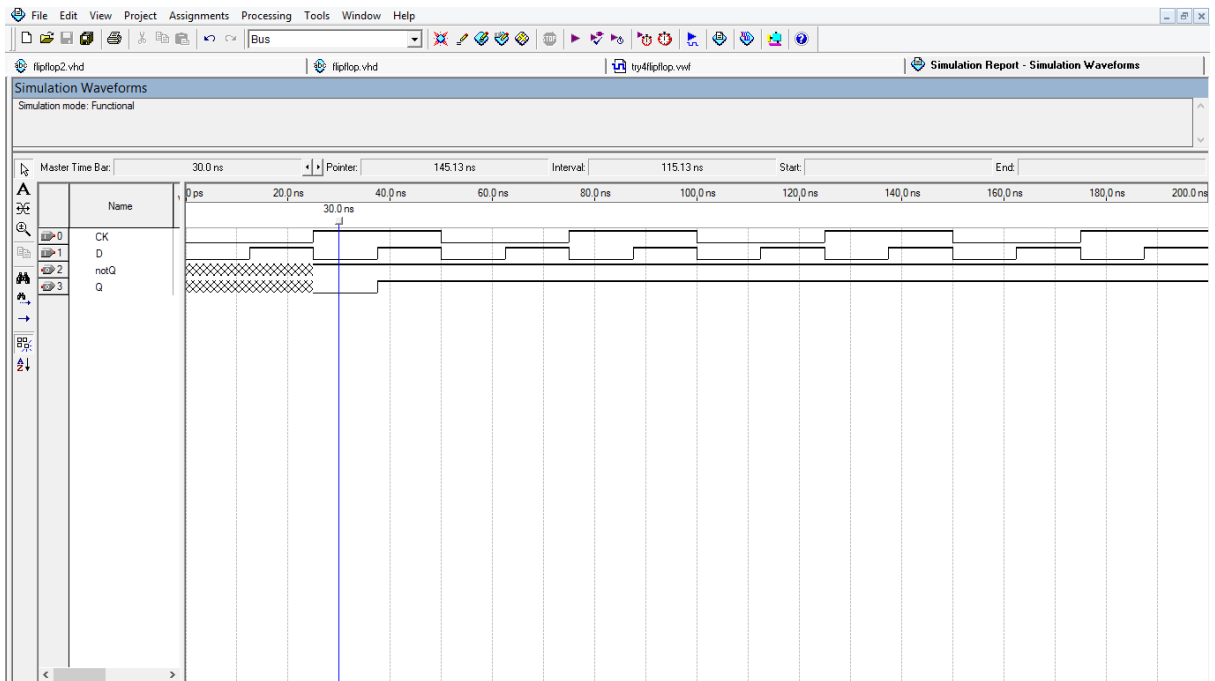 File Edit View Project Assignments Processing Tools Window Help
Bus
flipflop2.vhd flipflop.vhd try4flipflop.vwf Simulation Report - Simulation Waveforms
Simulation Waveforms
Simulation mode: Functional
Master Time Bar: 30.0 ns Pointer: 145.13 ns Interval: 115.13 ns Start: End:
Name 0 ps 20.0 ns 40.0 ns 60.0 ns 80.0 ns 100.0 ns 120.0 ns 140.0 ns 160.0 ns 180.0 ns 200.0 ns
30.0 ns
0 CK
1 D
2 notQ
3 Q